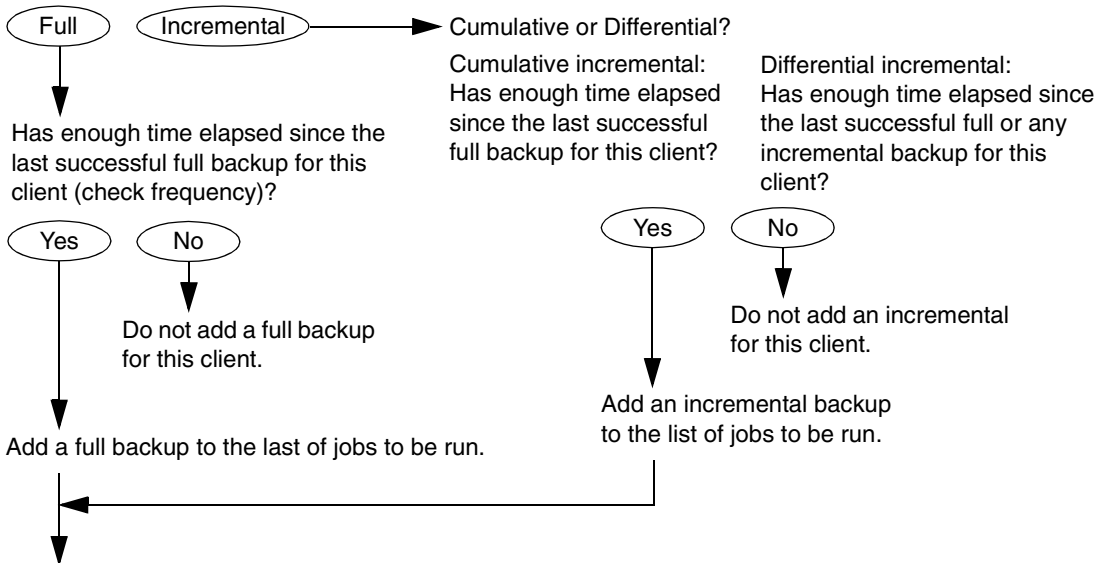 Full
Incremental
Cumulative or Differential?
Cumulative incremental:
Has enough time elapsed
since the last successful
full backup for this client?
Differential incremental:
Has enough time elapsed since
the last successful full or any
incremental backup for this
client?
Has enough time elapsed since the
last successful full backup for this
client (check frequency)?
Yes
No
Yes
No
Do not add a full backup
for this client.
Do not add an incremental
for this client.
Add an incremental backup
to the list of jobs to be run.
Add a full backup to the last of jobs to be run.